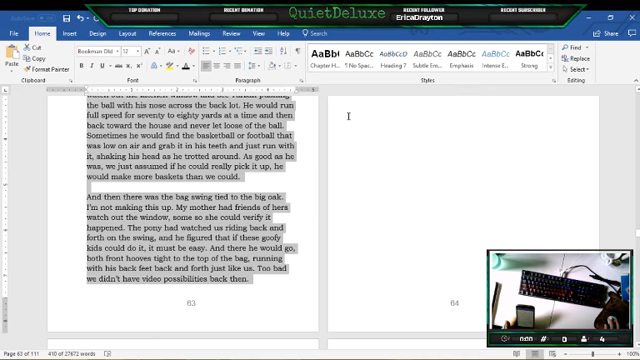 TOP DONATION
RECENT DONATION
QuietDeluxe
RECENT FOLLOWER
EricaDrayton
RECENT SUBSCRIBER
File Home Insert Draw Design Layout References Mailings Review View Help Search
Share
Cut
Copy
Format Painter
Paste
Clipboard
Bookman Old
12
Font
Paragraph
AaBb( AaBbCc AaBbCcD AaBbCc AaBbCc
Chapter H... ¶ No Spac... Heading 7 Emphasis Intense E...
Styles
Find
Replace
Select
Editing
the ball with his nose across the back lot. He would run
full speed for seventy to eighty yards at a time and then
back toward the house and never let loose of the ball.
Sometimes he would find the basketball or football that
was low on air and grab it in his teeth and just run with
it, shaking his head as he trotted around. As good as he
was, we just assumed if he could really pick it up, he
would make more baskets than we could.
And then there was the bag swing tied to the big oak.
I'm not making this up. My mother had friends of hers
watch out the window, some so she could verify it
happened. The pony had watched us riding back and
forth on the swing, and he figured that if these goofy
kids could do it, it must be easy. And there he would go,
both front hooves tight to the top of the bag, running
with his back feet back and forth just like us. Too bad
we didn't have video possibilities back then.
63
64
0:00
0
4
Page 63 of 111
410 of 27672 words
100%